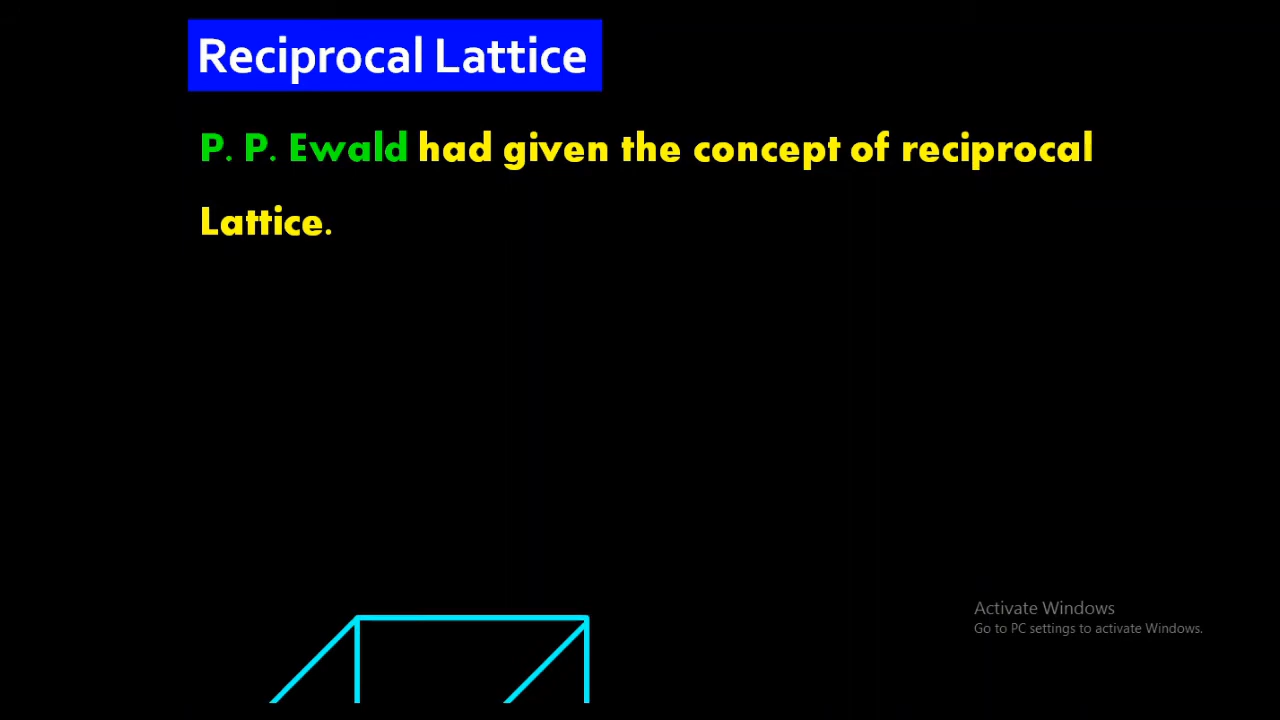 Reciprocal Lattice
P. P. Ewald had given the concept of reciprocal
Lattice.
Activate Windows
Go to PC settings to activate Windows.